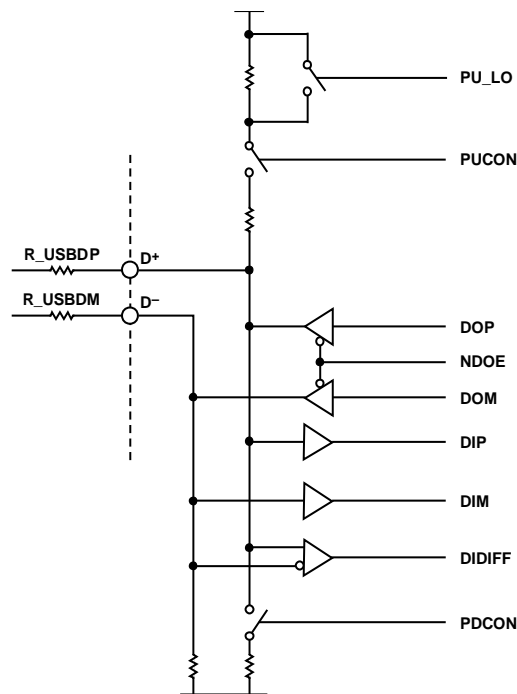 PU_LO
PUCON
R_USBDP
D+
R_USBDM
D−
DOP
NDOE
DOM
DIP
DIM
DIDIFF
PDCON